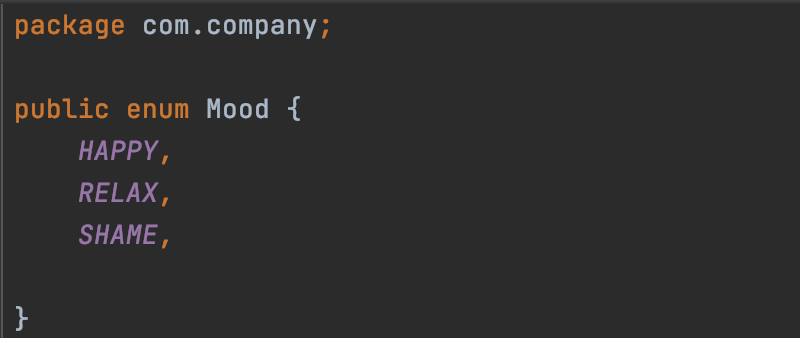 package com.company;
public enum Mood {
HAPPY,
RELAX,
SHAME,
}